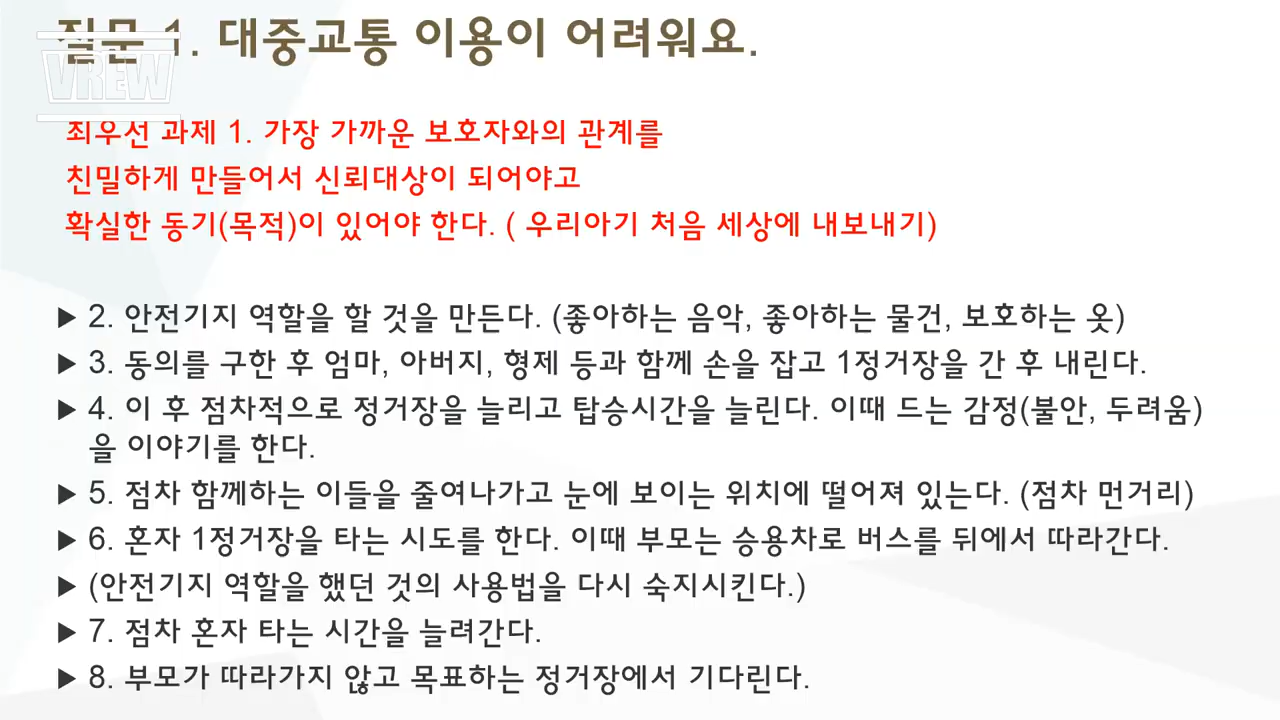 질문 1. 대중교통 이용이 어려워요.
VREW
최우선 과제 1. 가장 가까운 보호자와의 관계를
친밀하게 만들어서 신뢰대상이 되어야고
확실한 동기(목적)이 있어야 한다. ( 우리아기 처음 세상에 내보내기)
▶ 2. 안전기지 역할을 할 것을 만든다. (좋아하는 음악, 좋아하는 물건, 보호하는 옷)
▶ 3. 동의를 구한 후 엄마, 아버지, 형제 등과 함께 손을 잡고 1정거장을 간 후 내린다.
▶ 4. 이 후 점차적으로 정거장을 늘리고 탑승시간을 늘린다. 이때 드는 감정(불안, 두려움)
을 이야기를 한다.
▶ 5. 점차 함께하는 이들을 줄여나가고 눈에 보이는 위치에 떨어져 있는다. (점차 먼거리)
▶ 6. 혼자 1정거장을 타는 시도를 한다. 이때 부모는 승용차로 버스를 뒤에서 따라간다.
▶ (안전기지 역할을 했던 것의 사용법을 다시 숙지시킨다.)
▶ 7. 점차 혼자 타는 시간을 늘려간다.
▶ 8. 부모가 따라가지 않고 목표하는 정거장에서 기다린다.